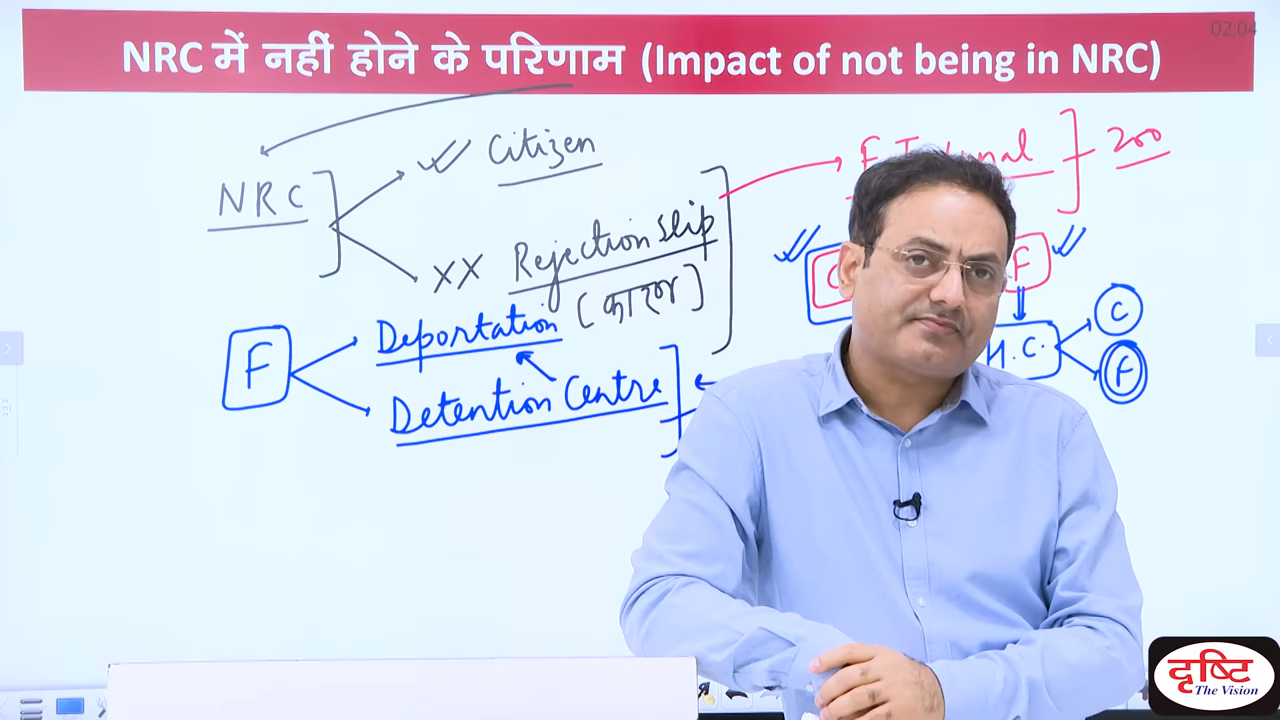 02:04
NRC में नहीं होने के परिणाम (Impact of not being in NRC)
NRC
Citizen
XX Rejection slip
(कारण)
F
200
C
F
H.C.
C
F
F
Deportation
Detention Centre
दृष्टि
The Vision